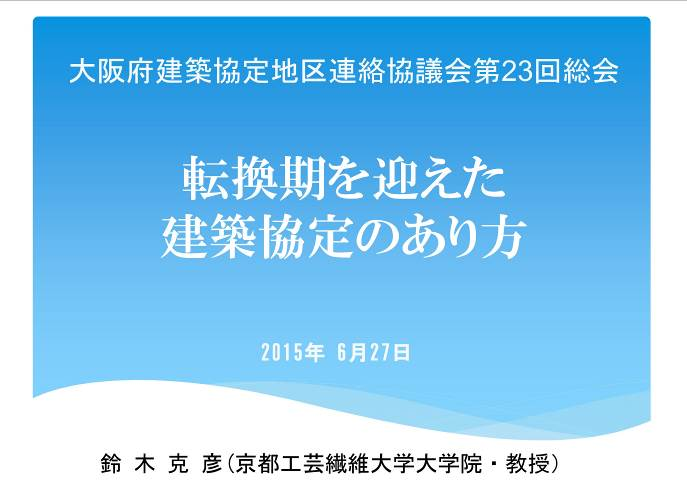 大阪府建築協定地区連絡協議会第23回総会
転換期を迎えた
建築協定のあり方
2015年 6月27日
鈴 木 克 彦（京都工芸繊維大学大学院・教授）